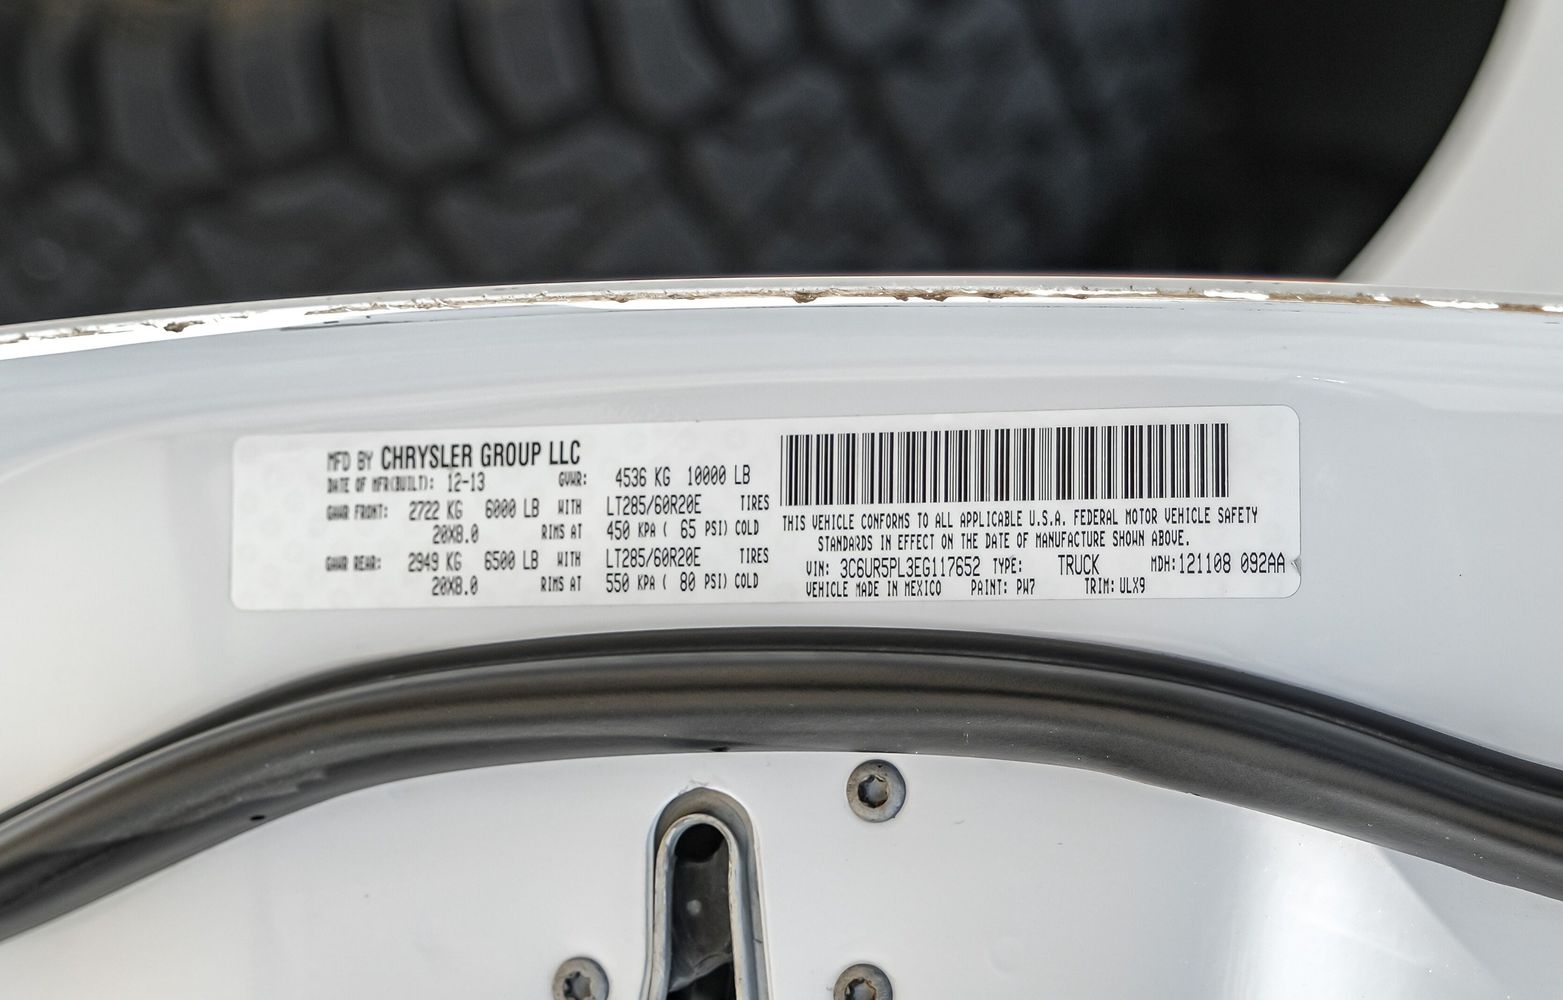 MFD BY CHRYSLER GROUP LLC
DATE OF MFR(BUILT): 12-13 GVWR: 4536 KG 10000 LB
GAWR FRONT: 2722 KG 6000 LB WITH LT285/60R20E TIRES
20X8.0 RIMS AT 450 KPA ( 65 PSI) COLD
GAWR REAR: 2949 KG 6500 LB WITH LT285/60R20E TIRES
20X8.0 RIMS AT 550 KPA ( 80 PSI) COLD
THIS VEHICLE CONFORMS TO ALL APPLICABLE U.S.A. FEDERAL MOTOR VEHICLE SAFETY
STANDARDS IN EFFECT ON THE DATE OF MANUFACTURE SHOWN ABOVE.
VIN: 3C6UR5PL3EG117652 TYPE: TRUCK MDH: 121108 092AA
VEHICLE MADE IN MEXICO PAINT: PW7 TRIM: ULX9